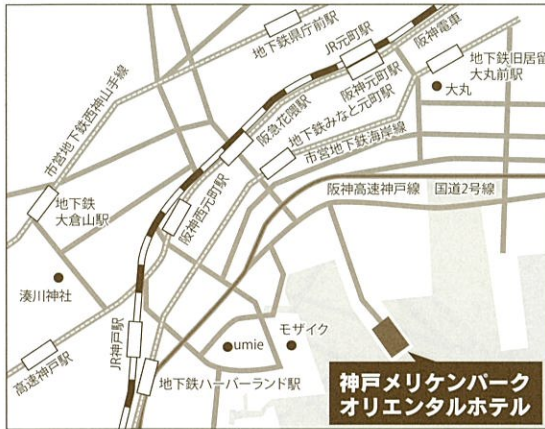 地下鉄県庁前駅
JR元町駅
阪神電車
阪神元町駅
地下鉄旧居留
大丸前駅
大丸
市営地下鉄西神山手線
阪急花隈駅
地下鉄みなと元町駅
市営地下鉄海岸線
地下鉄
大倉山駅
阪神西元町駅
阪神高速神戸線 国道2号線
湊川神社
高速神戸駅
JR神戸駅
umie
モザイク
地下鉄ハーバーランド駅
神戸メリケンパーク
オリエンタルホテル